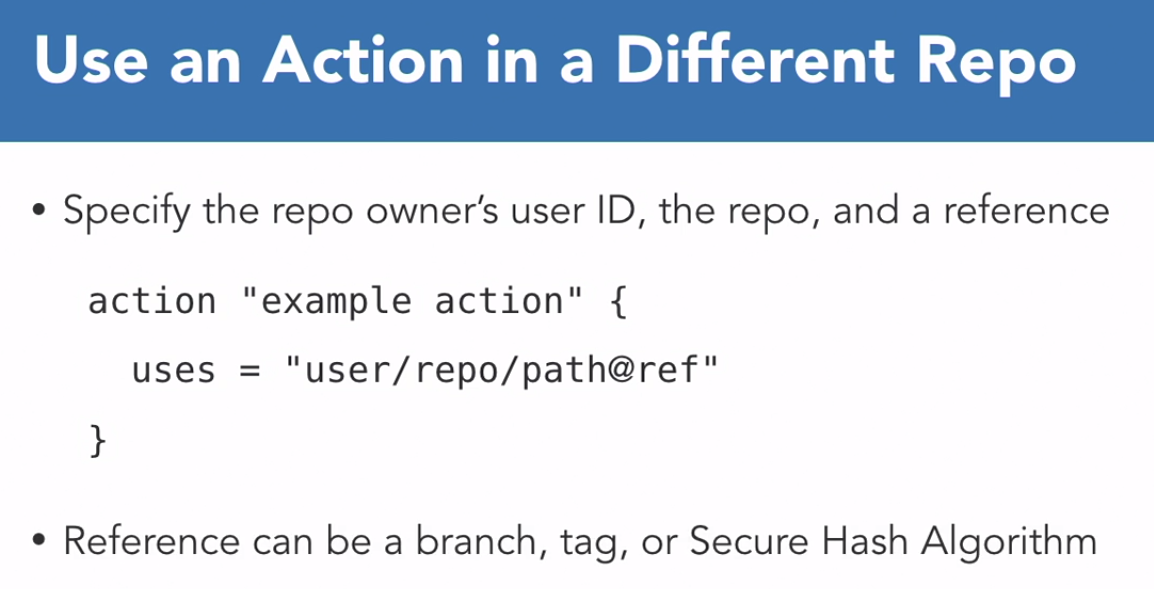 Use an Action in a Different Repo
• Specify the repo owner’s user ID, the repo, and a reference
action "example action" {
uses = "user/repo/path@ref"
}
• Reference can be a branch, tag, or Secure Hash Algorithm